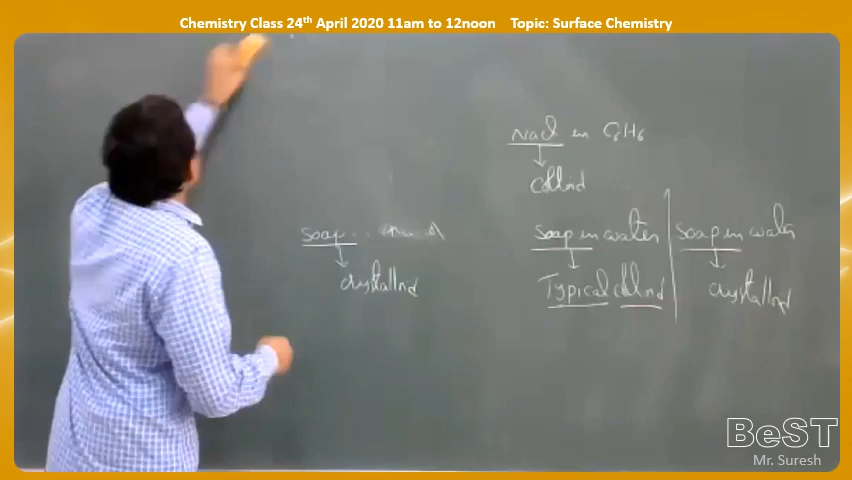 Chemistry Class 24th April 2020 11am to 12noon Topic: Surface Chemistry
NaCl in C6H6
Colloid
soap
soap in water
soap in water
crystalloid
Typical colloid
crystalloid
BeST
Mr. Suresh